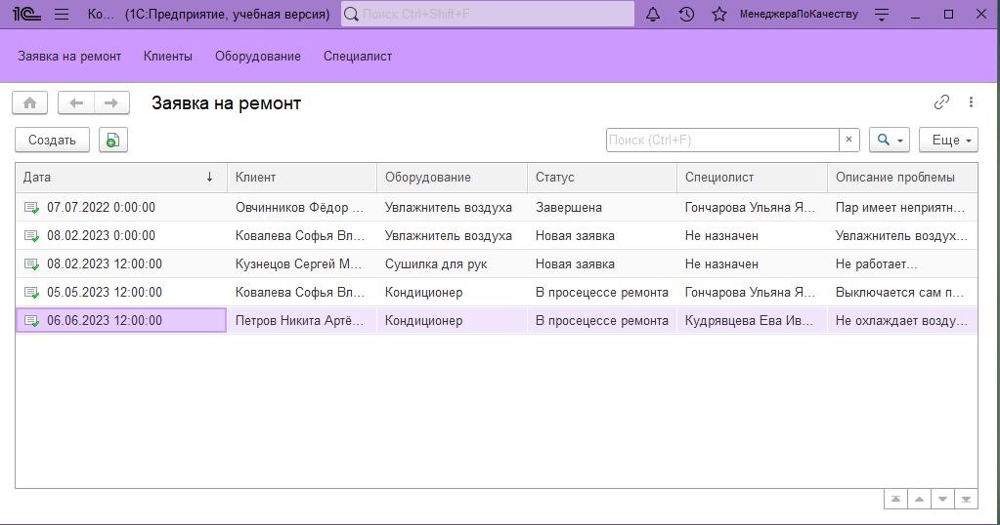 1С Ко... (1С:Предприятие, учебная версия) Поиск Ctrl+Shift+F МенеджераПоКачеству
Заявка на ремонт Клиенты Оборудование Специалист
Заявка на ремонт
Создать Поиск (Ctrl+F) × Еще
Дата ↓ Клиент Оборудование Статус Специолист Описание проблемы
07.07.2022 0:00:00 Овчинников Фёдор ... Увлажнитель воздуха Завершена Гончарова Ульяна Я... Пар имеет неприятн...
08.02.2023 0:00:00 Ковалева Софья Вл... Увлажнитель воздуха Новая заявка Не назначен Увлажнитель воздух...
08.02.2023 12:00:00 Кузнецов Сергей М... Сушилка для рук Новая заявка Не назначен Не работает...
05.05.2023 12:00:00 Ковалева Софья Вл... Кондиционер В просецессе ремонта Гончарова Ульяна Я... Выключается сам п...
06.06.2023 12:00:00 Петров Никита Артё... Кондиционер В просецессе ремонта Кудрявцева Ева Ив... Не охлаждает возду...